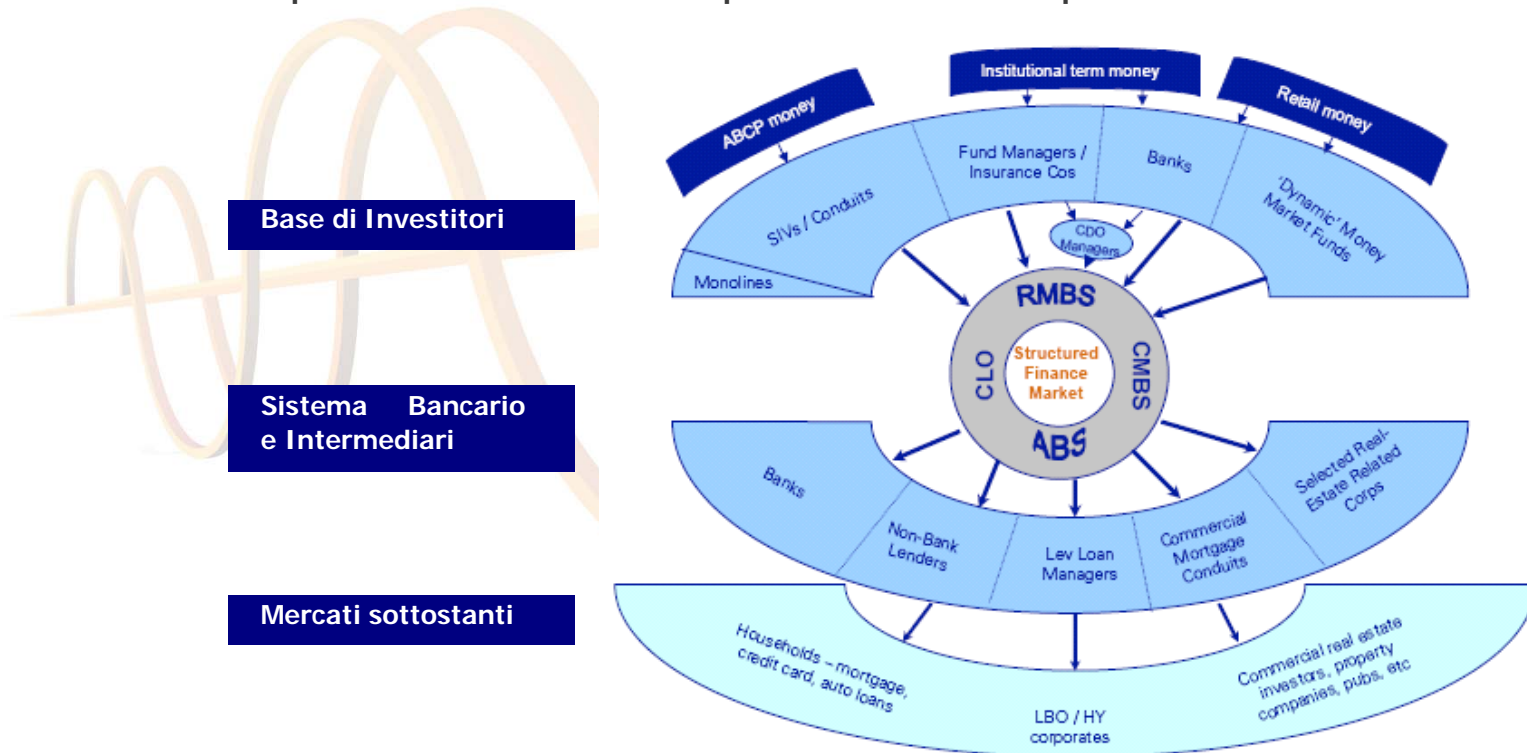 Institutional term money
ABCP money
Retail money
Fund Managers /
Insurance Cos
Banks
SIVs / Conduits
'Dynamic' Money
Market Funds
CDO
Managers
Monolines
Base di Investitori
RMBS
CLO
CMBS
ABS
Structured
Finance
Market
Sistema Bancario
e Intermediari
Banks
Non-Bank
Lenders
Lev Loan
Managers
Commercial
Mortgage
Conduits
Selected Real-
Estate Related
Corps
Mercati sottostanti
Households – mortgage,
credit card, auto loans
LBO / HY
corporates
Commercial real estate
investors, property
companies, pubs, etc